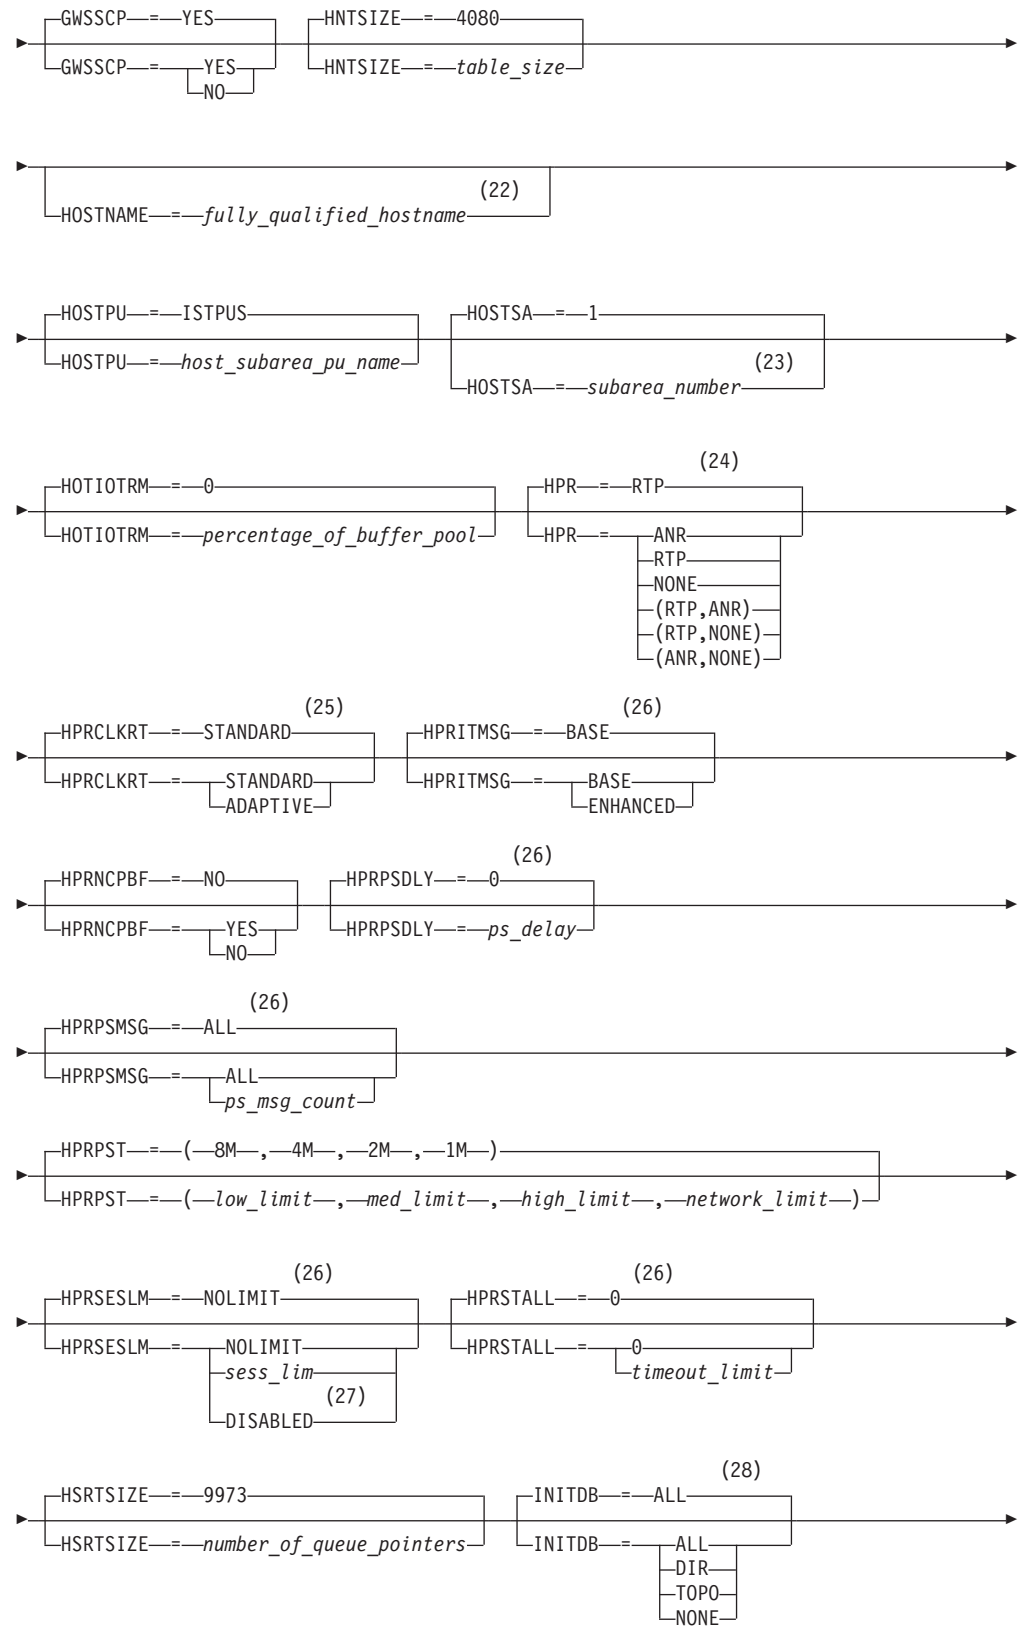 GWSSCP = YES HNTSIZE = 4080
GWSSCP = YES HNTSIZE = table_size
NO
(22)
HOSTNAME = fully_qualified_hostname
HOSTPU = ISTPUS HOSTSA = 1
HOSTPU = host_subarea_pu_name (23)
HOSTSA = subarea_number
(24)
HOTIOTRM = 0 HPR = RTP
HOTIOTRM = percentage_of_buffer_pool HPR = ANR
RTP
NONE
(RTP,ANR)
(RTP,NONE)
(ANR,NONE)
(25) (26)
HPRCLKRT = STANDARD HPRITMSG = BASE
HPRCLKRT = STANDARD HPRITMSG = BASE
ADAPTIVE ENHANCED
(26)
HPRNCPBF = NO HPRPSDLY = 0
HPRNCPBF = YES HPRPSDLY = ps_delay
NO
(26)
HPRPSMSG = ALL
HPRPSMSG = ALL
ps_msg_count
HPRPST = ( 8M , 4M , 2M , 1M )
HPRPST = ( low_limit , med_limit , high_limit , network_limit )
(26) (26)
HPRSESLM = NOLIMIT HPRSTALL = 0
HPRSESLM = NOLIMIT HPRSTALL = 0
sess_lim timeout_limit
(27)
DISABLED
(28)
HSRTSIZE = 9973 INITDB = ALL
HSRTSIZE = number_of_queue_pointers INITDB = ALL
DIR
TOPO
NONE